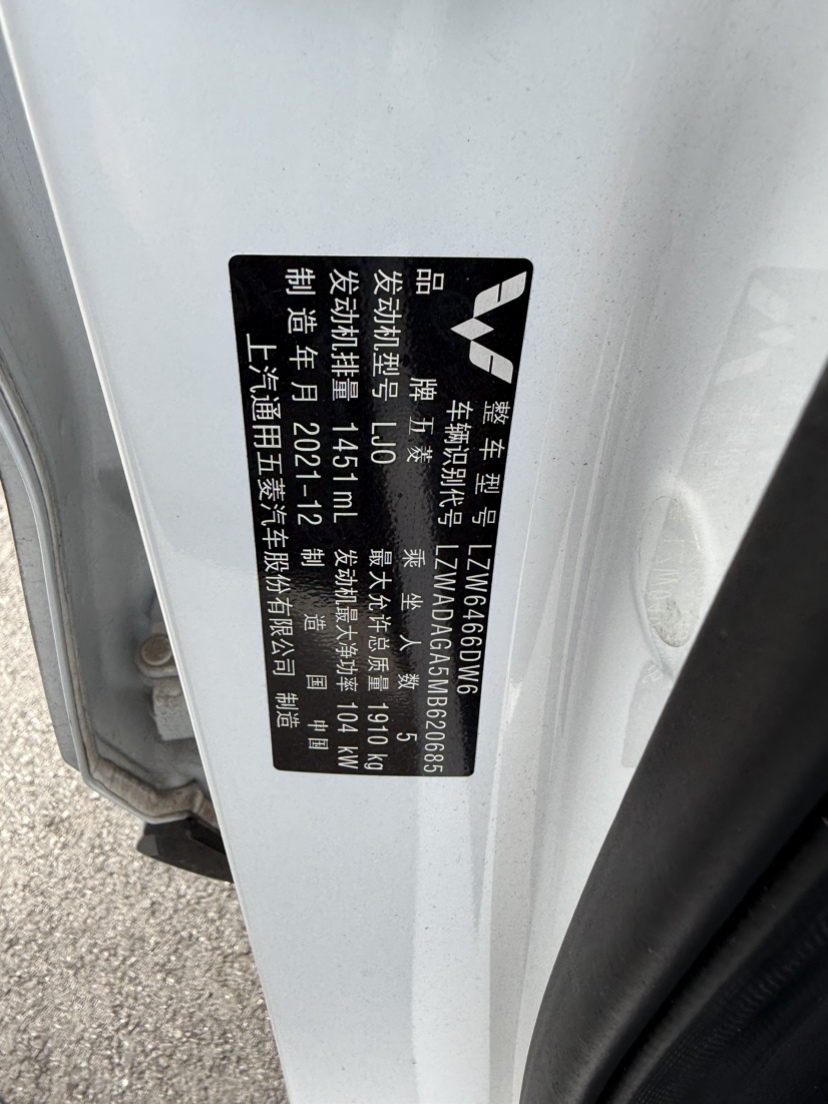 整车型号 LZW6466DW6
车辆识别代号 LZWADAGA5MB620685
品牌 五菱 乘坐人数 5
发动机型号 LJO 最大允许总质量 1910 kg
发动机排量 1451mL 发动机最大净功率 104 kW
制造年月 2021-12 制造国 中国
上汽通用五菱汽车股份有限公司 制造